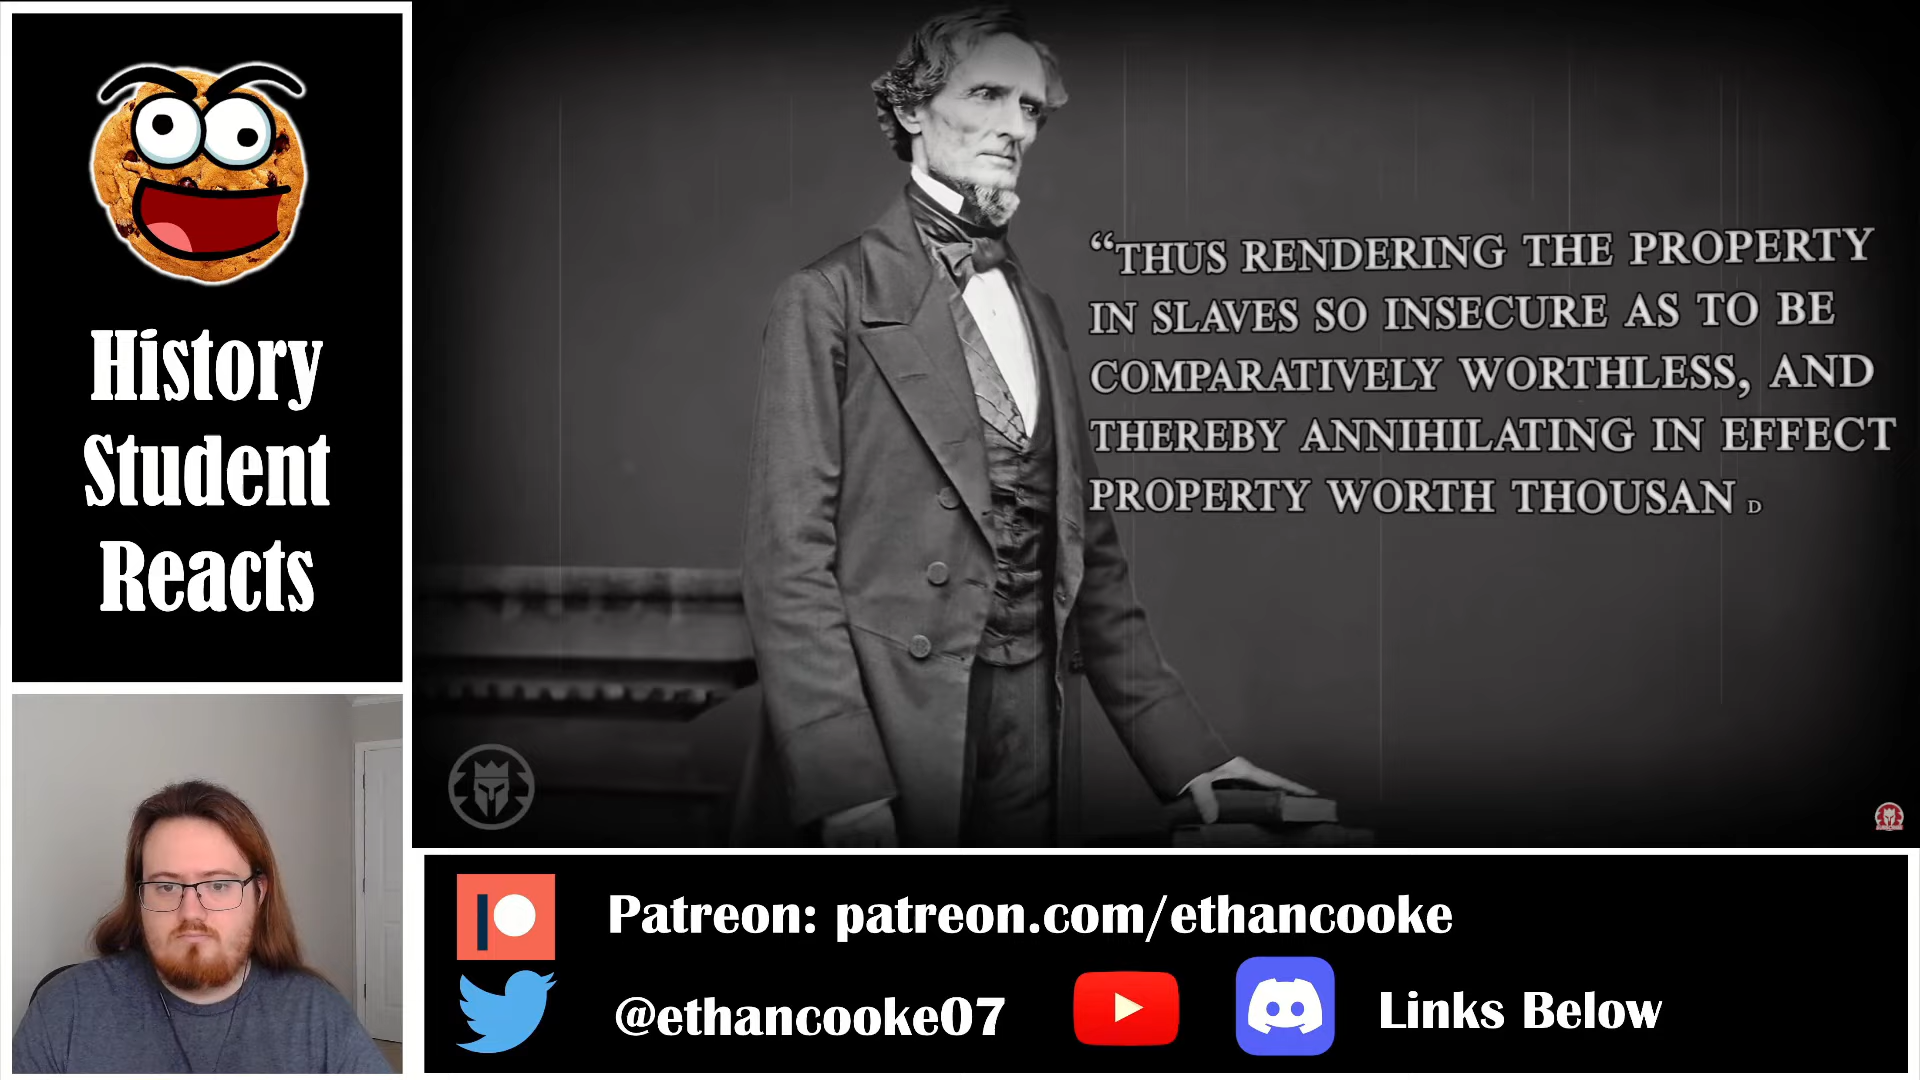 History
Student
Reacts
“THUS RENDERING THE PROPERTY
IN SLAVES SO INSECURE AS TO BE
COMPARATIVELY WORTHLESS, AND
THEREBY ANNIHILATING IN EFFECT
PROPERTY WORTH THOUSAN D
Patreon: patreon.com/ethancooke
@ethancooke07
Links Below